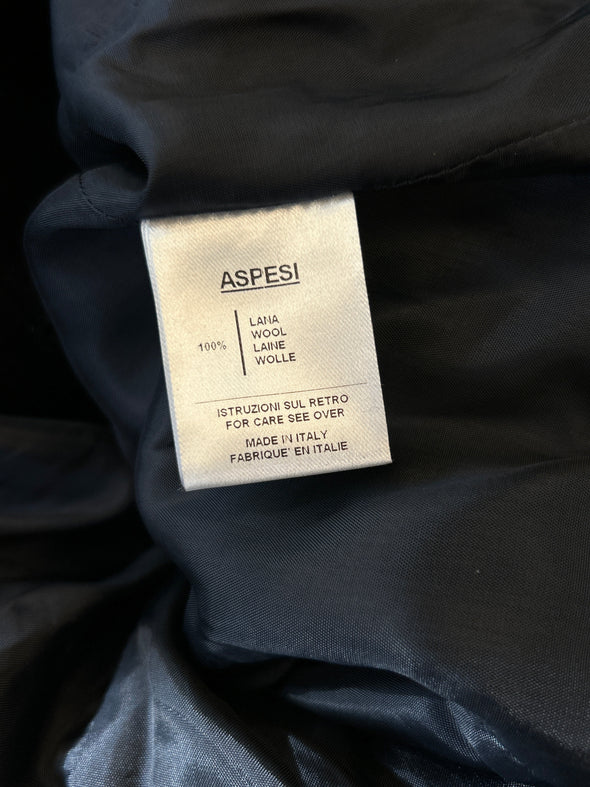 ASPESI
100%
LANA
WOOL
LAINE
WOLLE
ISTRUZIONI SUL RETRO
FOR CARE SEE OVER
MADE IN ITALY
FABRIQUE' EN ITALIE